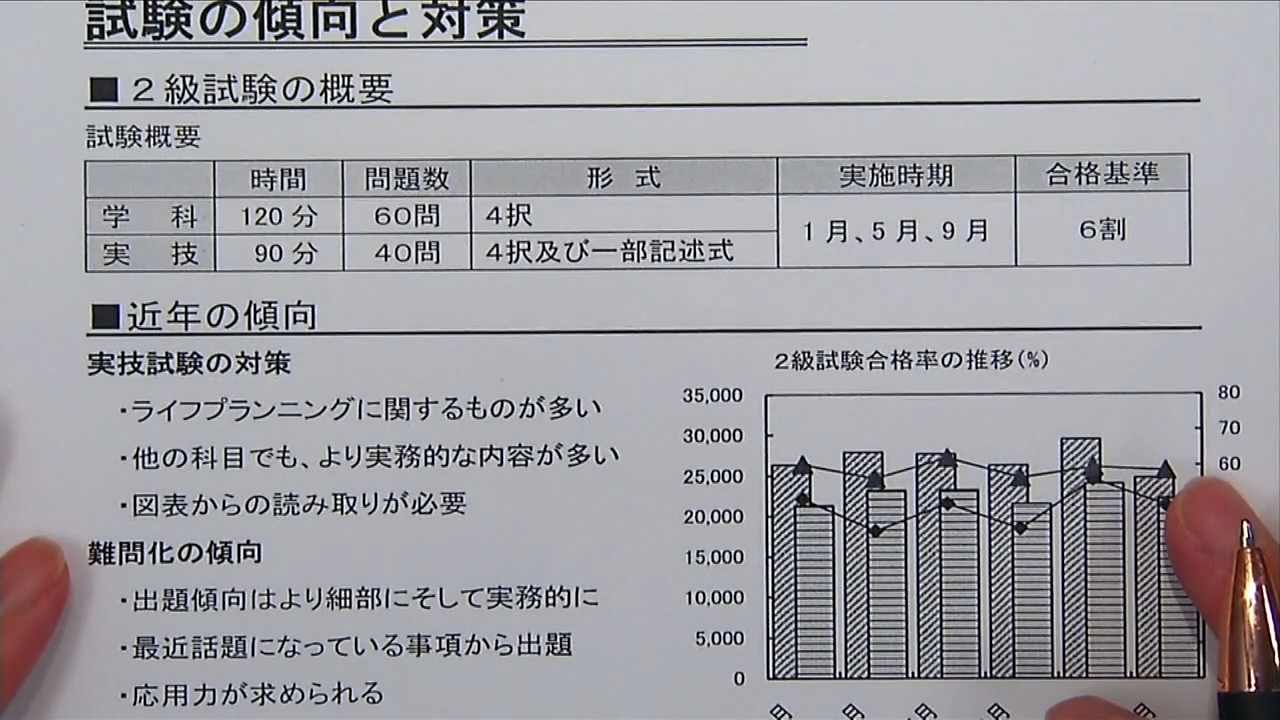 試験の傾向と対策
■２級試験の概要
試験概要
時間 問題数 形　式 実施時期 合格基準
学　科 120 分 ６０問 ４択 １月、５月、９月 ６割
実　技 90 分 ４０問 ４択及び一部記述式
■近年の傾向
実技試験の対策
・ライフプランニングに関するものが多い
・他の科目でも、より実務的な内容が多い
・図表からの読み取りが必要
難問化の傾向
・出題傾向はより細部にそして実務的に
・最近話題になっている事項から出題
・応用力が求められる
２級試験合格率の推移(%)
35,000
30,000
25,000
20,000
15,000
10,000
5,000
0
80
70
60